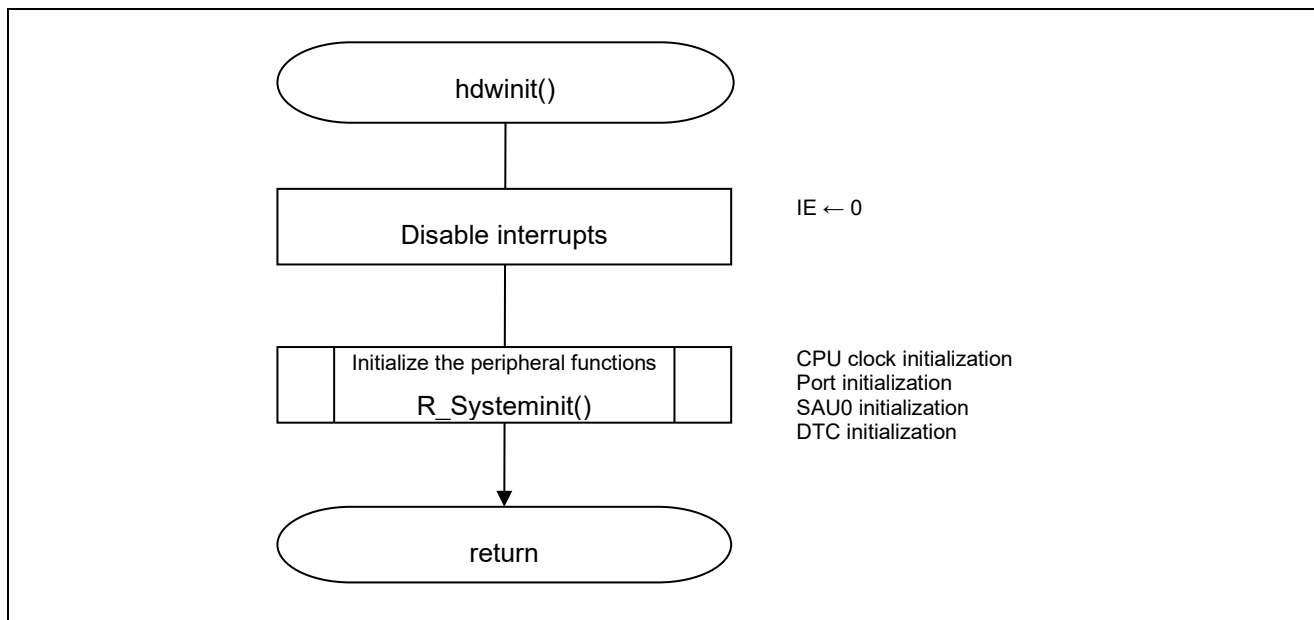 hdwinit()
Disable interrupts
IE ← 0
Initialize the peripheral functions
R_Systeminit()
CPU clock initialization
Port initialization
SAU0 initialization
DTC initialization
return